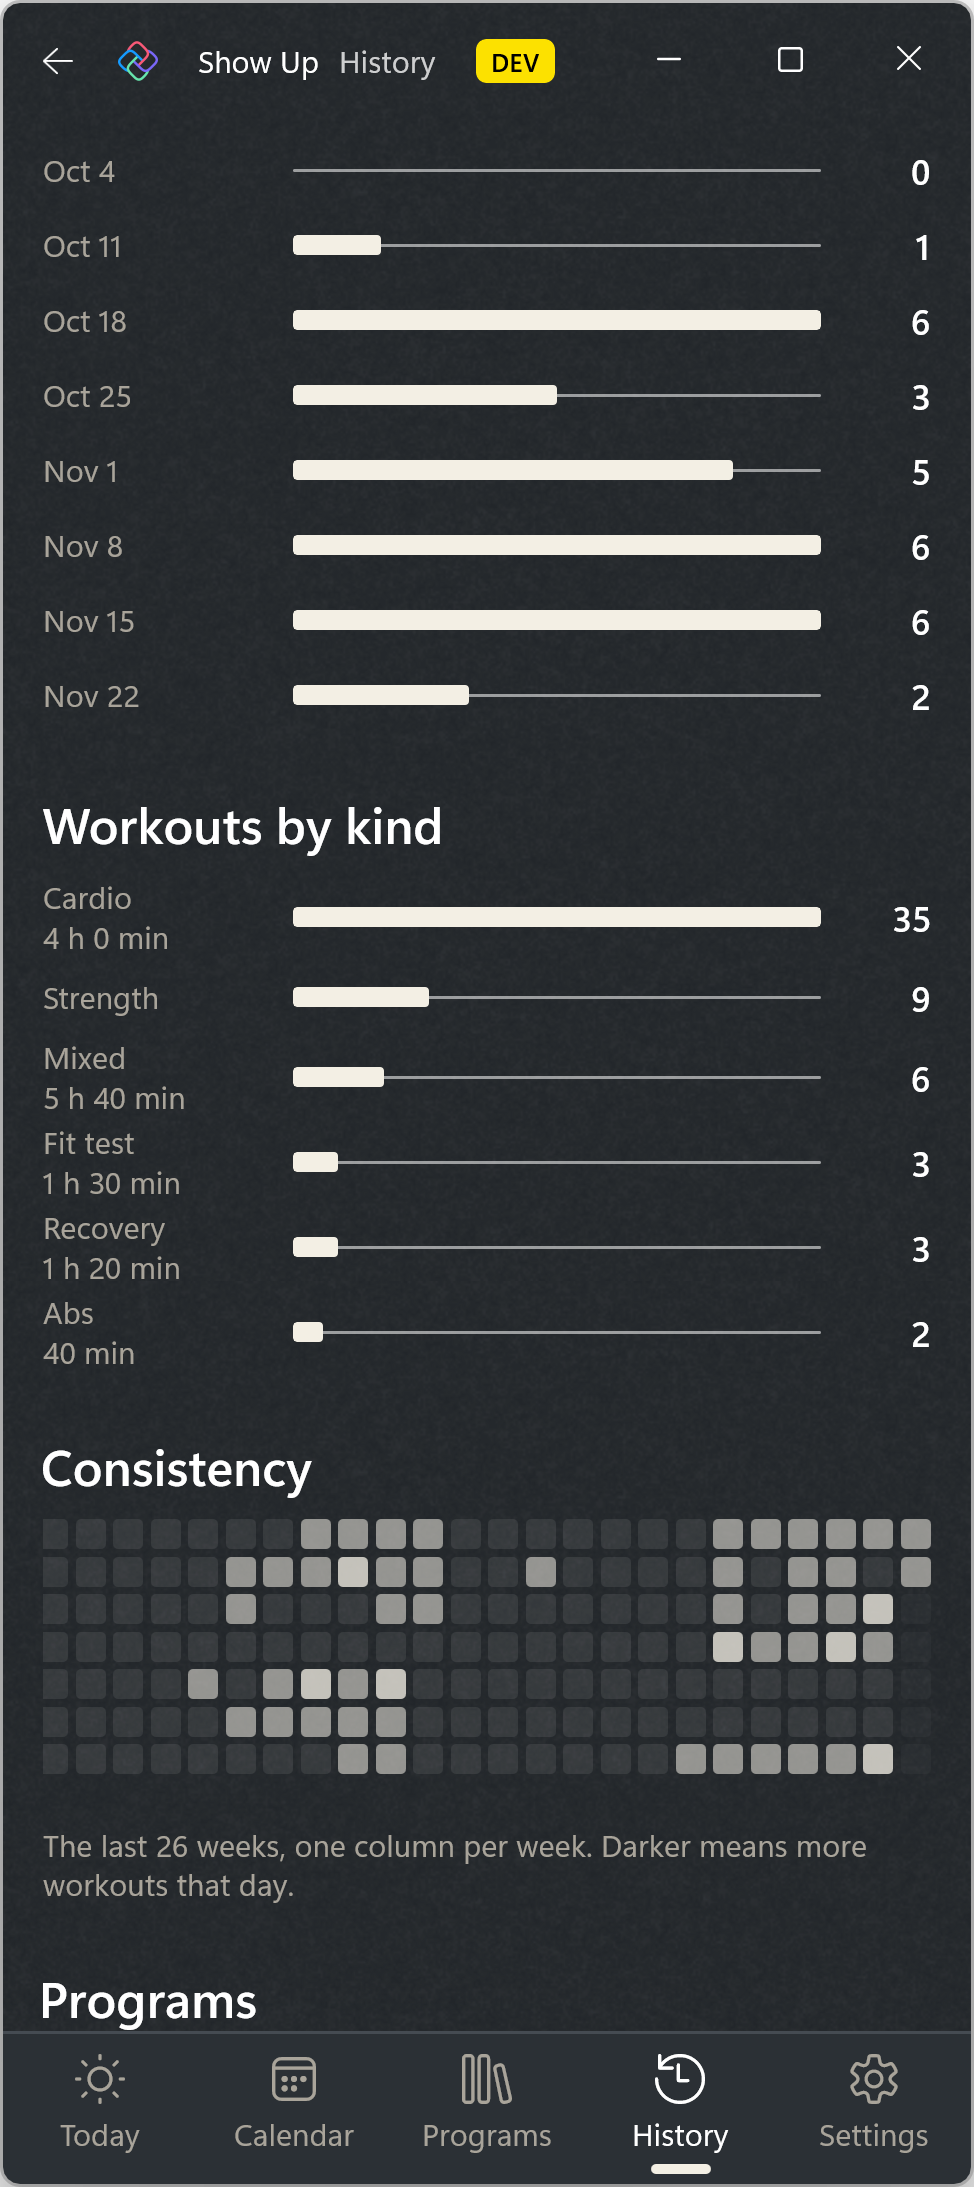 Show Up History DEV
Oct 4 0
Oct 11 1
Oct 18 6
Oct 25 3
Nov 1 5
Nov 8 6
Nov 15 6
Nov 22 2
Workouts by kind
Cardio
4 h 0 min 35
Strength 9
Mixed
5 h 40 min 6
Fit test
1 h 30 min 3
Recovery
1 h 20 min 3
Abs
40 min 2
Consistency
The last 26 weeks, one column per week. Darker means more
workouts that day.
Programs
Today Calendar Programs History Settings